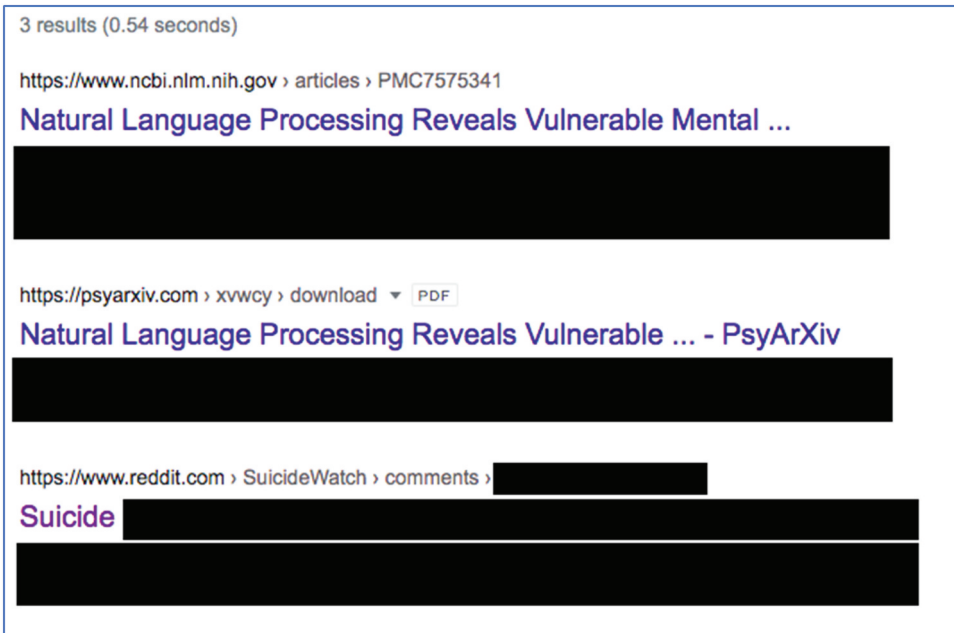 3 results (0.54 seconds)
https://www.ncbi.nlm.nih.gov › articles › PMC7575341
Natural Language Processing Reveals Vulnerable Mental ...
https://psyarxiv.com › xvwcy › download ▾ PDF
Natural Language Processing Reveals Vulnerable ... - PsyArXiv
https://www.reddit.com › SuicideWatch › comments ›
Suicide